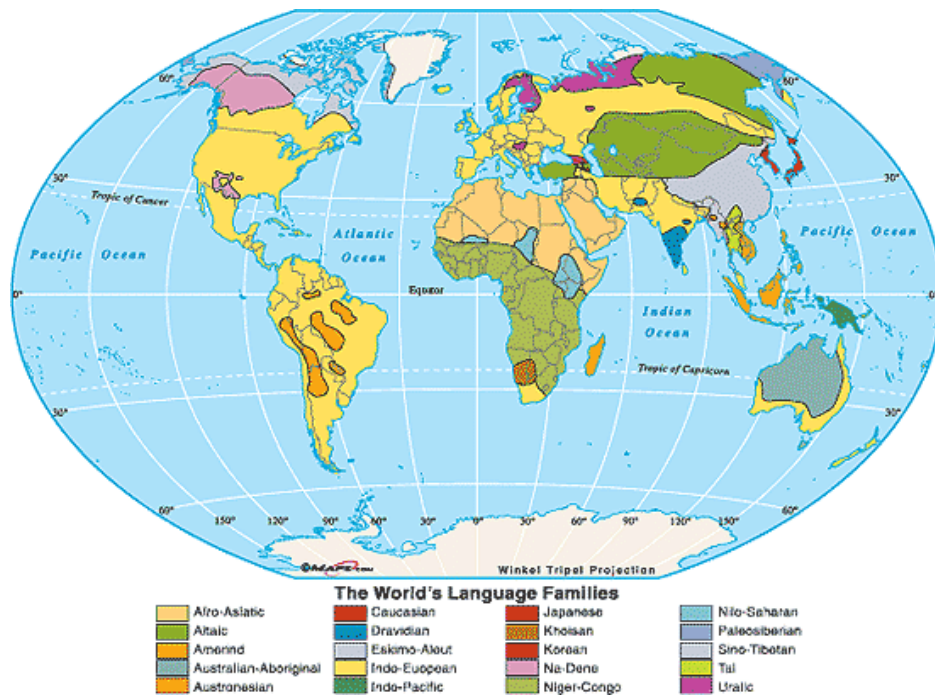 60°
60°
30°
Tropic of Cancer
30°
Pacific Ocean
Atlantic
Ocean
Pacific Ocean
0°
Equator
Indian
Ocean
0°
Tropic of Capricorn
30°
30°
60°
150°
120°
90°
60°
30°
0°
30°
60°
90°
120°
150°
60°
©MAPS.com
Winkel Tripel Projection
The World's Language Families
Afro-Asiatic
Altaic
Amerind
Australian-Aboriginal
Austronesian
Caucasian
Dravidian
Eskimo-Aleut
Indo-European
Indo-Pacific
Japanese
Khoisan
Korean
Na-Dene
Niger-Congo
Nilo-Saharan
Paleosiberian
Sino-Tibetan
Tai
Uralic